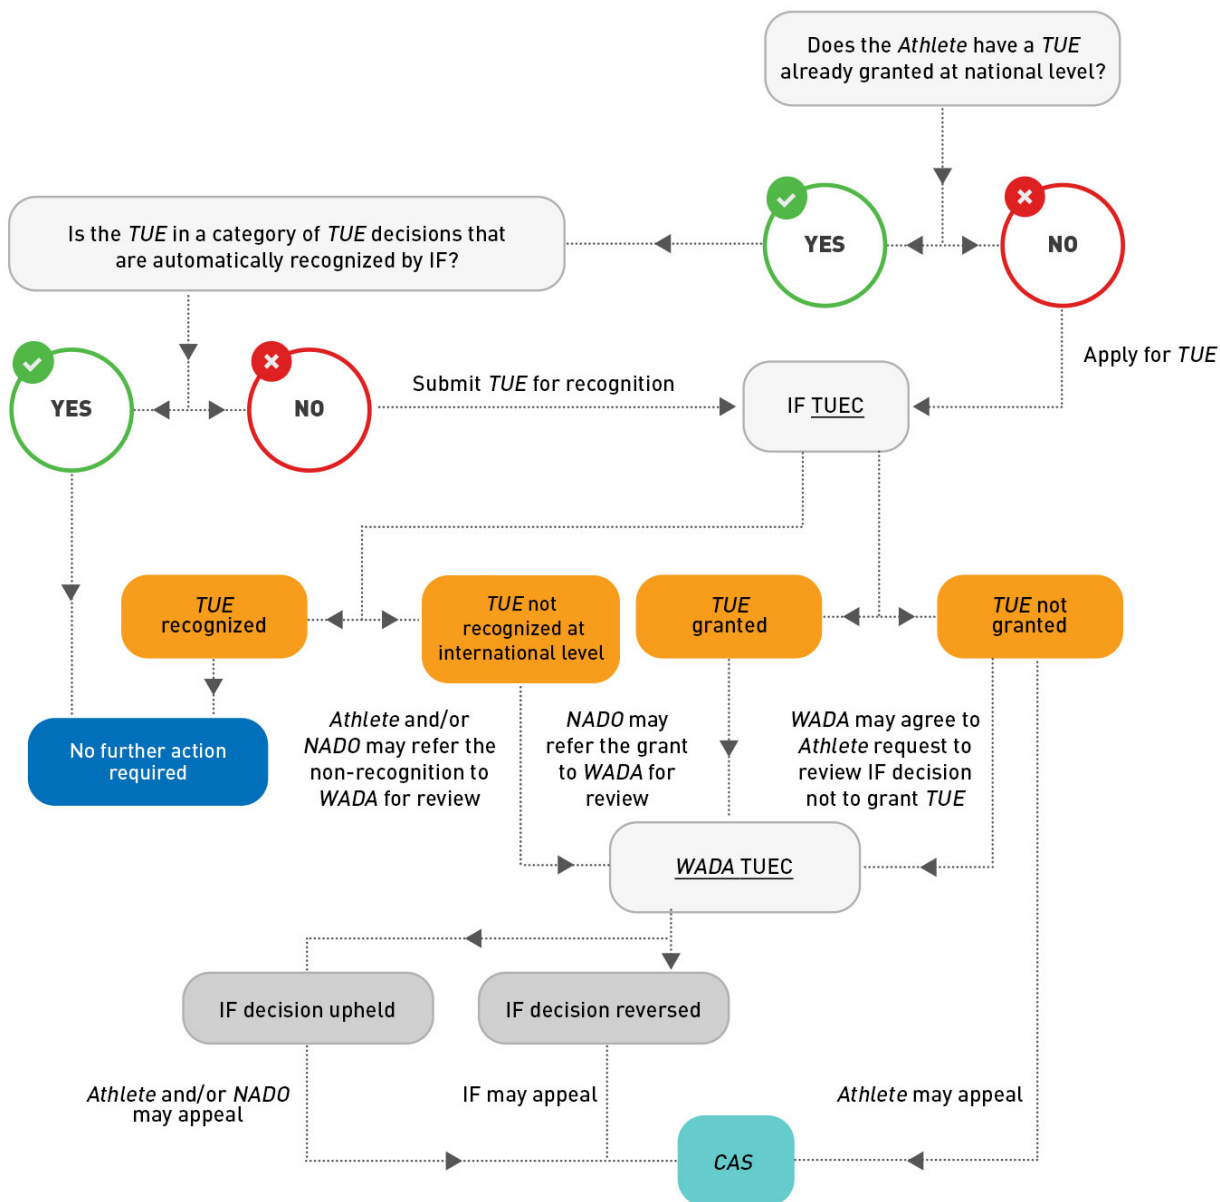 Does the Athlete have a TUE
already granted at national level?
YES
NO
Is the TUE in a category of TUE decisions that
are automatically recognized by IF?
YES
NO
Submit TUE for recognition
Apply for TUE
IF TUEC
TUE
recognized
TUE not
recognized at
international level
TUE
granted
TUE not
granted
No further action
required
Athlete and/or
NADO may refer the
non-recognition to
WADA for review
NADO may
refer the grant
to WADA for
review
WADA may agree to
Athlete request to
review IF decision
not to grant TUE
WADA TUEC
IF decision upheld
IF decision reversed
Athlete and/or NADO
may appeal
IF may appeal
Athlete may appeal
CAS